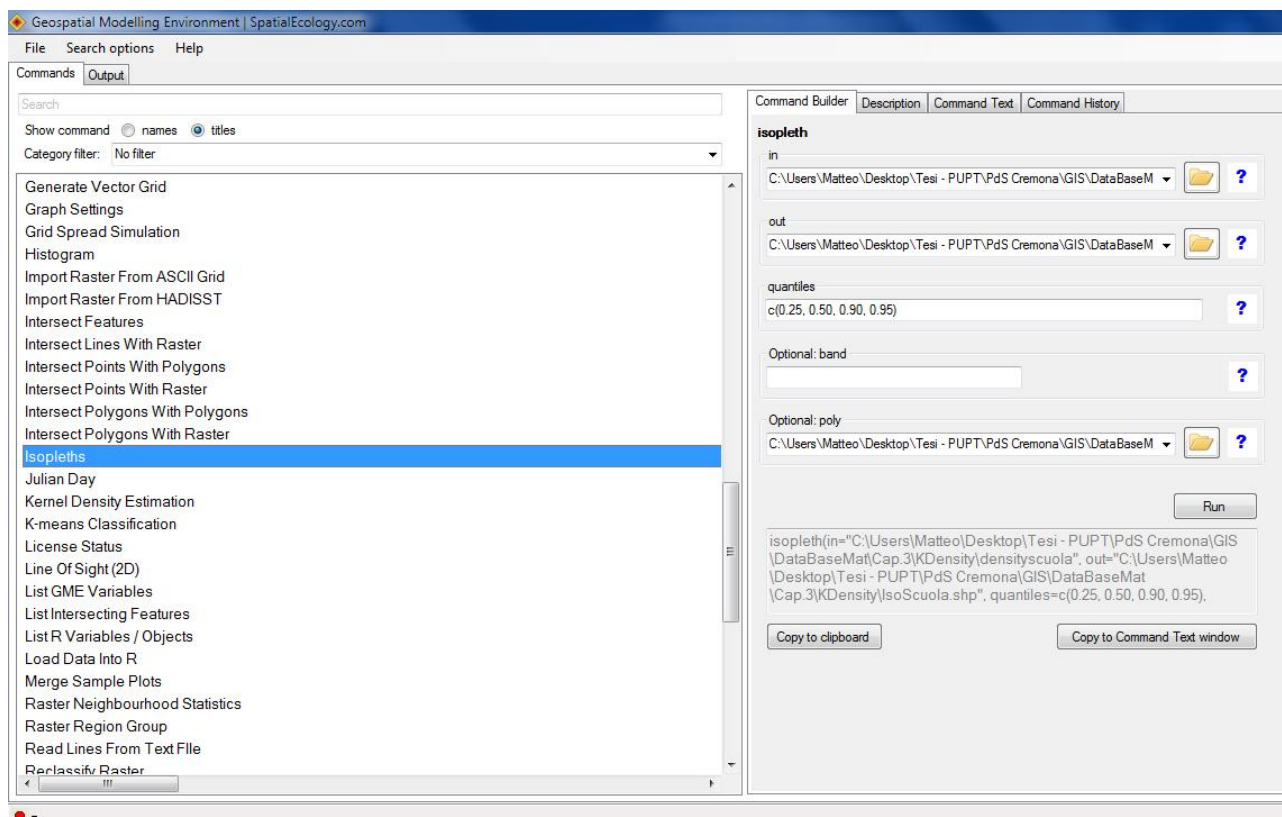 Geospatial Modelling Environment | SpatialEcology.com
File Search options Help
Commands Output
Search
Show command names titles
Category filter: No filter
Generate Vector Grid
Graph Settings
Grid Spread Simulation
Histogram
Import Raster From ASCII Grid
Import Raster From HADISST
Intersect Features
Intersect Lines With Raster
Intersect Points With Polygons
Intersect Points With Raster
Intersect Polygons With Polygons
Intersect Polygons With Raster
Isopleths
Julian Day
Kernel Density Estimation
K-means Classification
License Status
Line Of Sight (2D)
List GME Variables
List Intersecting Features
List R Variables / Objects
Load Data Into R
Merge Sample Plots
Raster Neighbourhood Statistics
Raster Region Group
Read Lines From Text FIle
Reclassify Raster
Command Builder Description Command Text Command History
isopleth
in
C:\Users\Matteo\Desktop\Tesi - PUPT\PdS Cremona\GIS\DataBaseM ?
out
C:\Users\Matteo\Desktop\Tesi - PUPT\PdS Cremona\GIS\DataBaseM ?
quantiles
c(0.25, 0.50, 0.90, 0.95) ?
Optional: band
?
Optional: poly
C:\Users\Matteo\Desktop\Tesi - PUPT\PdS Cremona\GIS\DataBaseM ?
Run
isopleth(in="C:\Users\Matteo\Desktop\Tesi - PUPT\PdS Cremona\GIS
\DataBaseMat\Cap.3\KDensity\densityscuola", out="C:\Users\Matteo
\Desktop\Tesi - PUPT\PdS Cremona\GIS\DataBaseMat
\Cap.3\KDensity\IsoScuola.shp", quantiles=c(0.25, 0.50, 0.90, 0.95),
Copy to clipboard Copy to Command Text window